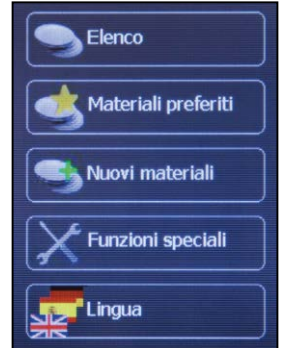 Elenco
Materiali preferiti
Nuovi materiali
Funzioni speciali
Lingua